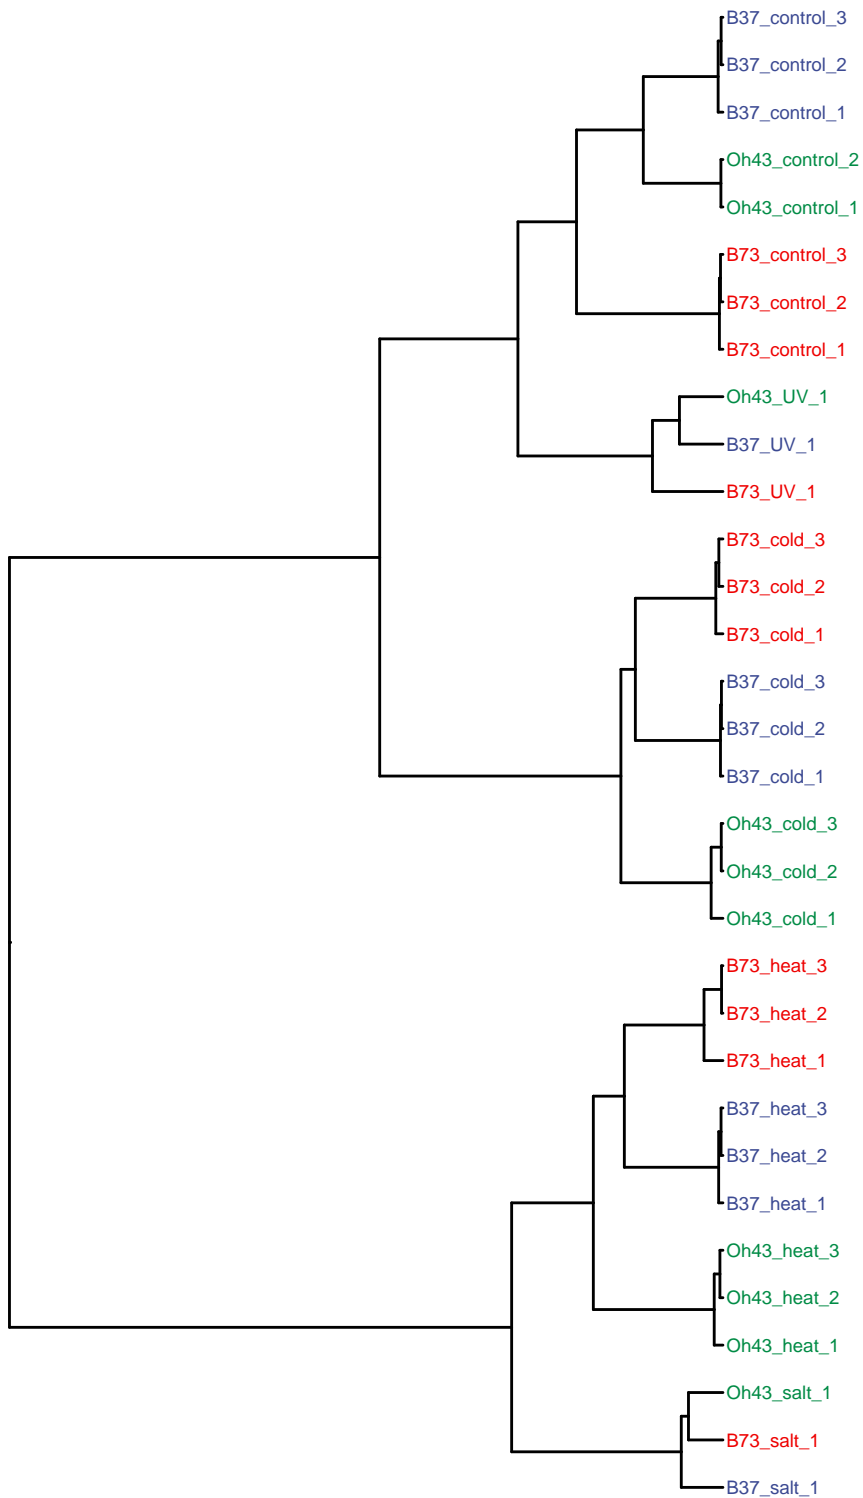 B37_control_3
B37_control_2
B37_control_1
Oh43_control_2
Oh43_control_1
B73_control_3
B73_control_2
B73_control_1
Oh43_UV_1
B37_UV_1
B73_UV_1
B73_cold_3
B73_cold_2
B73_cold_1
B37_cold_3
B37_cold_2
B37_cold_1
Oh43_cold_3
Oh43_cold_2
Oh43_cold_1
B73_heat_3
B73_heat_2
B73_heat_1
B37_heat_3
B37_heat_2
B37_heat_1
Oh43_heat_3
Oh43_heat_2
Oh43_heat_1
Oh43_salt_1
B73_salt_1
B37_salt_1